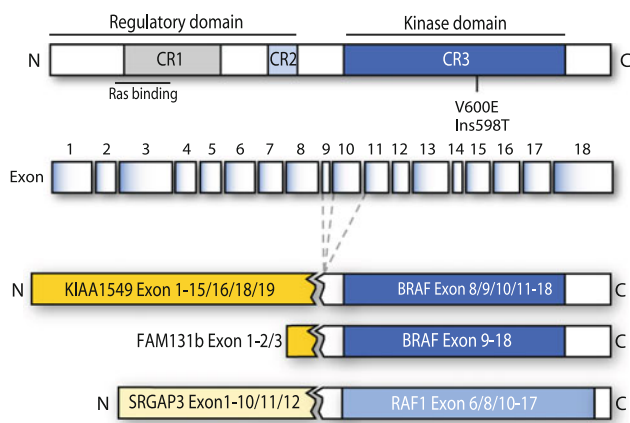 Regulatory domain Kinase domain
N CR1 CR2 CR3 C
Ras binding
V600E
Ins598T
1 2 3 4 5 6 7 8 9 10 11 12 13 14 15 16 17 18
Exon
N KIAA1549 Exon 1-15/16/18/19 BRAF Exon 8/9/10/11-18 C
FAM131b Exon 1-2/3 BRAF Exon 9-18 C
N SRGAP3 Exon1-10/11/12 RAF1 Exon 6/8/10-17 C